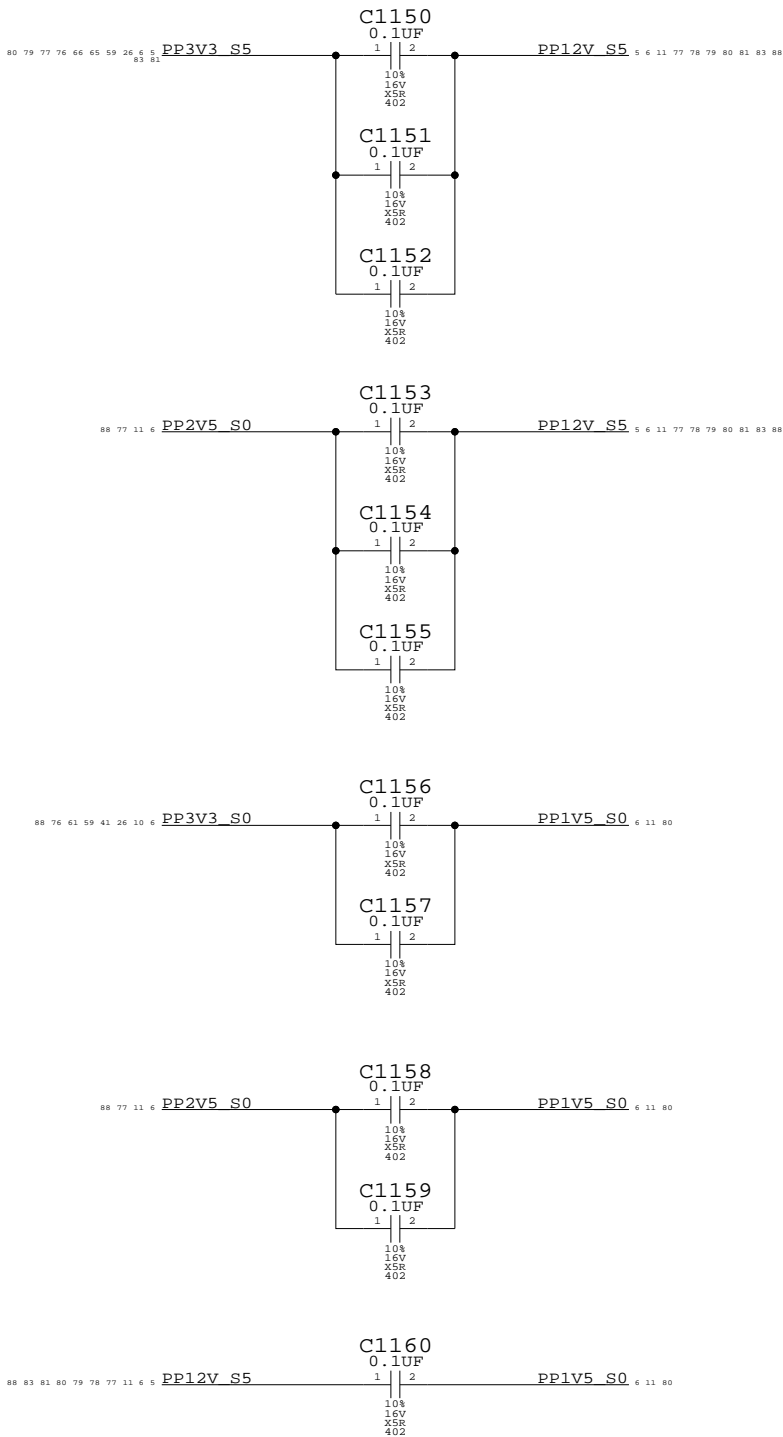 C1150
0.1UF
80 79 77 76 66 65 59 26 6 5 PP3V3_S5 1 2 PP12V_S5 5 6 11 77 78 79 80 81 83 88
83 81
10%
16V
X5R
402
C1151
0.1UF
1 2
10%
16V
X5R
402
C1152
0.1UF
1 2
10%
16V
X5R
402
C1153
0.1UF
88 77 11 6 PP2V5_S0 1 2 PP12V_S5 5 6 11 77 78 79 80 81 83 88
10%
16V
X5R
402
C1154
0.1UF
1 2
10%
16V
X5R
402
C1155
0.1UF
1 2
10%
16V
X5R
402
C1156
0.1UF
88 76 61 59 41 26 10 6 PP3V3_S0 1 2 PP1V5_S0 6 11 80
10%
16V
X5R
402
C1157
0.1UF
1 2
10%
16V
X5R
402
C1158
0.1UF
88 77 11 6 PP2V5_S0 1 2 PP1V5_S0 6 11 80
10%
16V
X5R
402
C1159
0.1UF
1 2
10%
16V
X5R
402
C1160
0.1UF
88 83 81 80 79 78 77 11 6 5 PP12V_S5 1 2 PP1V5_S0 6 11 80
10%
16V
X5R
402